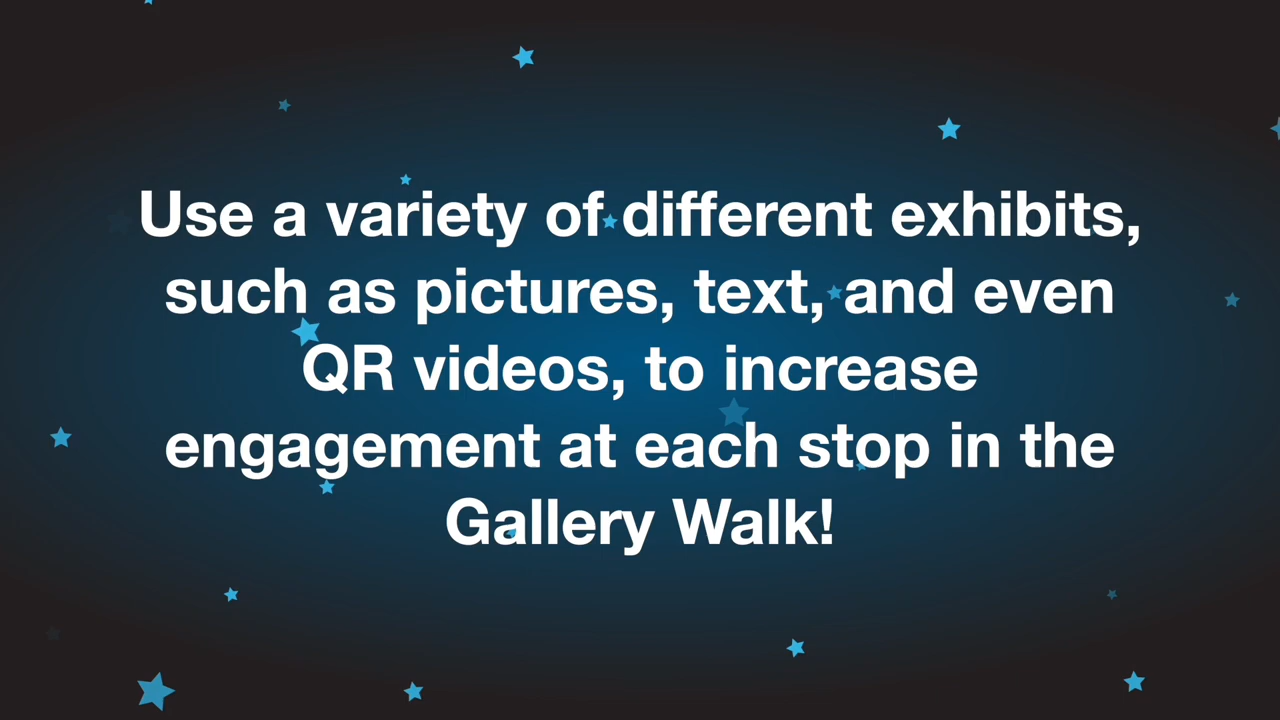 Use a variety of different exhibits,
such as pictures, text, and even
QR videos, to increase
engagement at each stop in the
Gallery Walk!